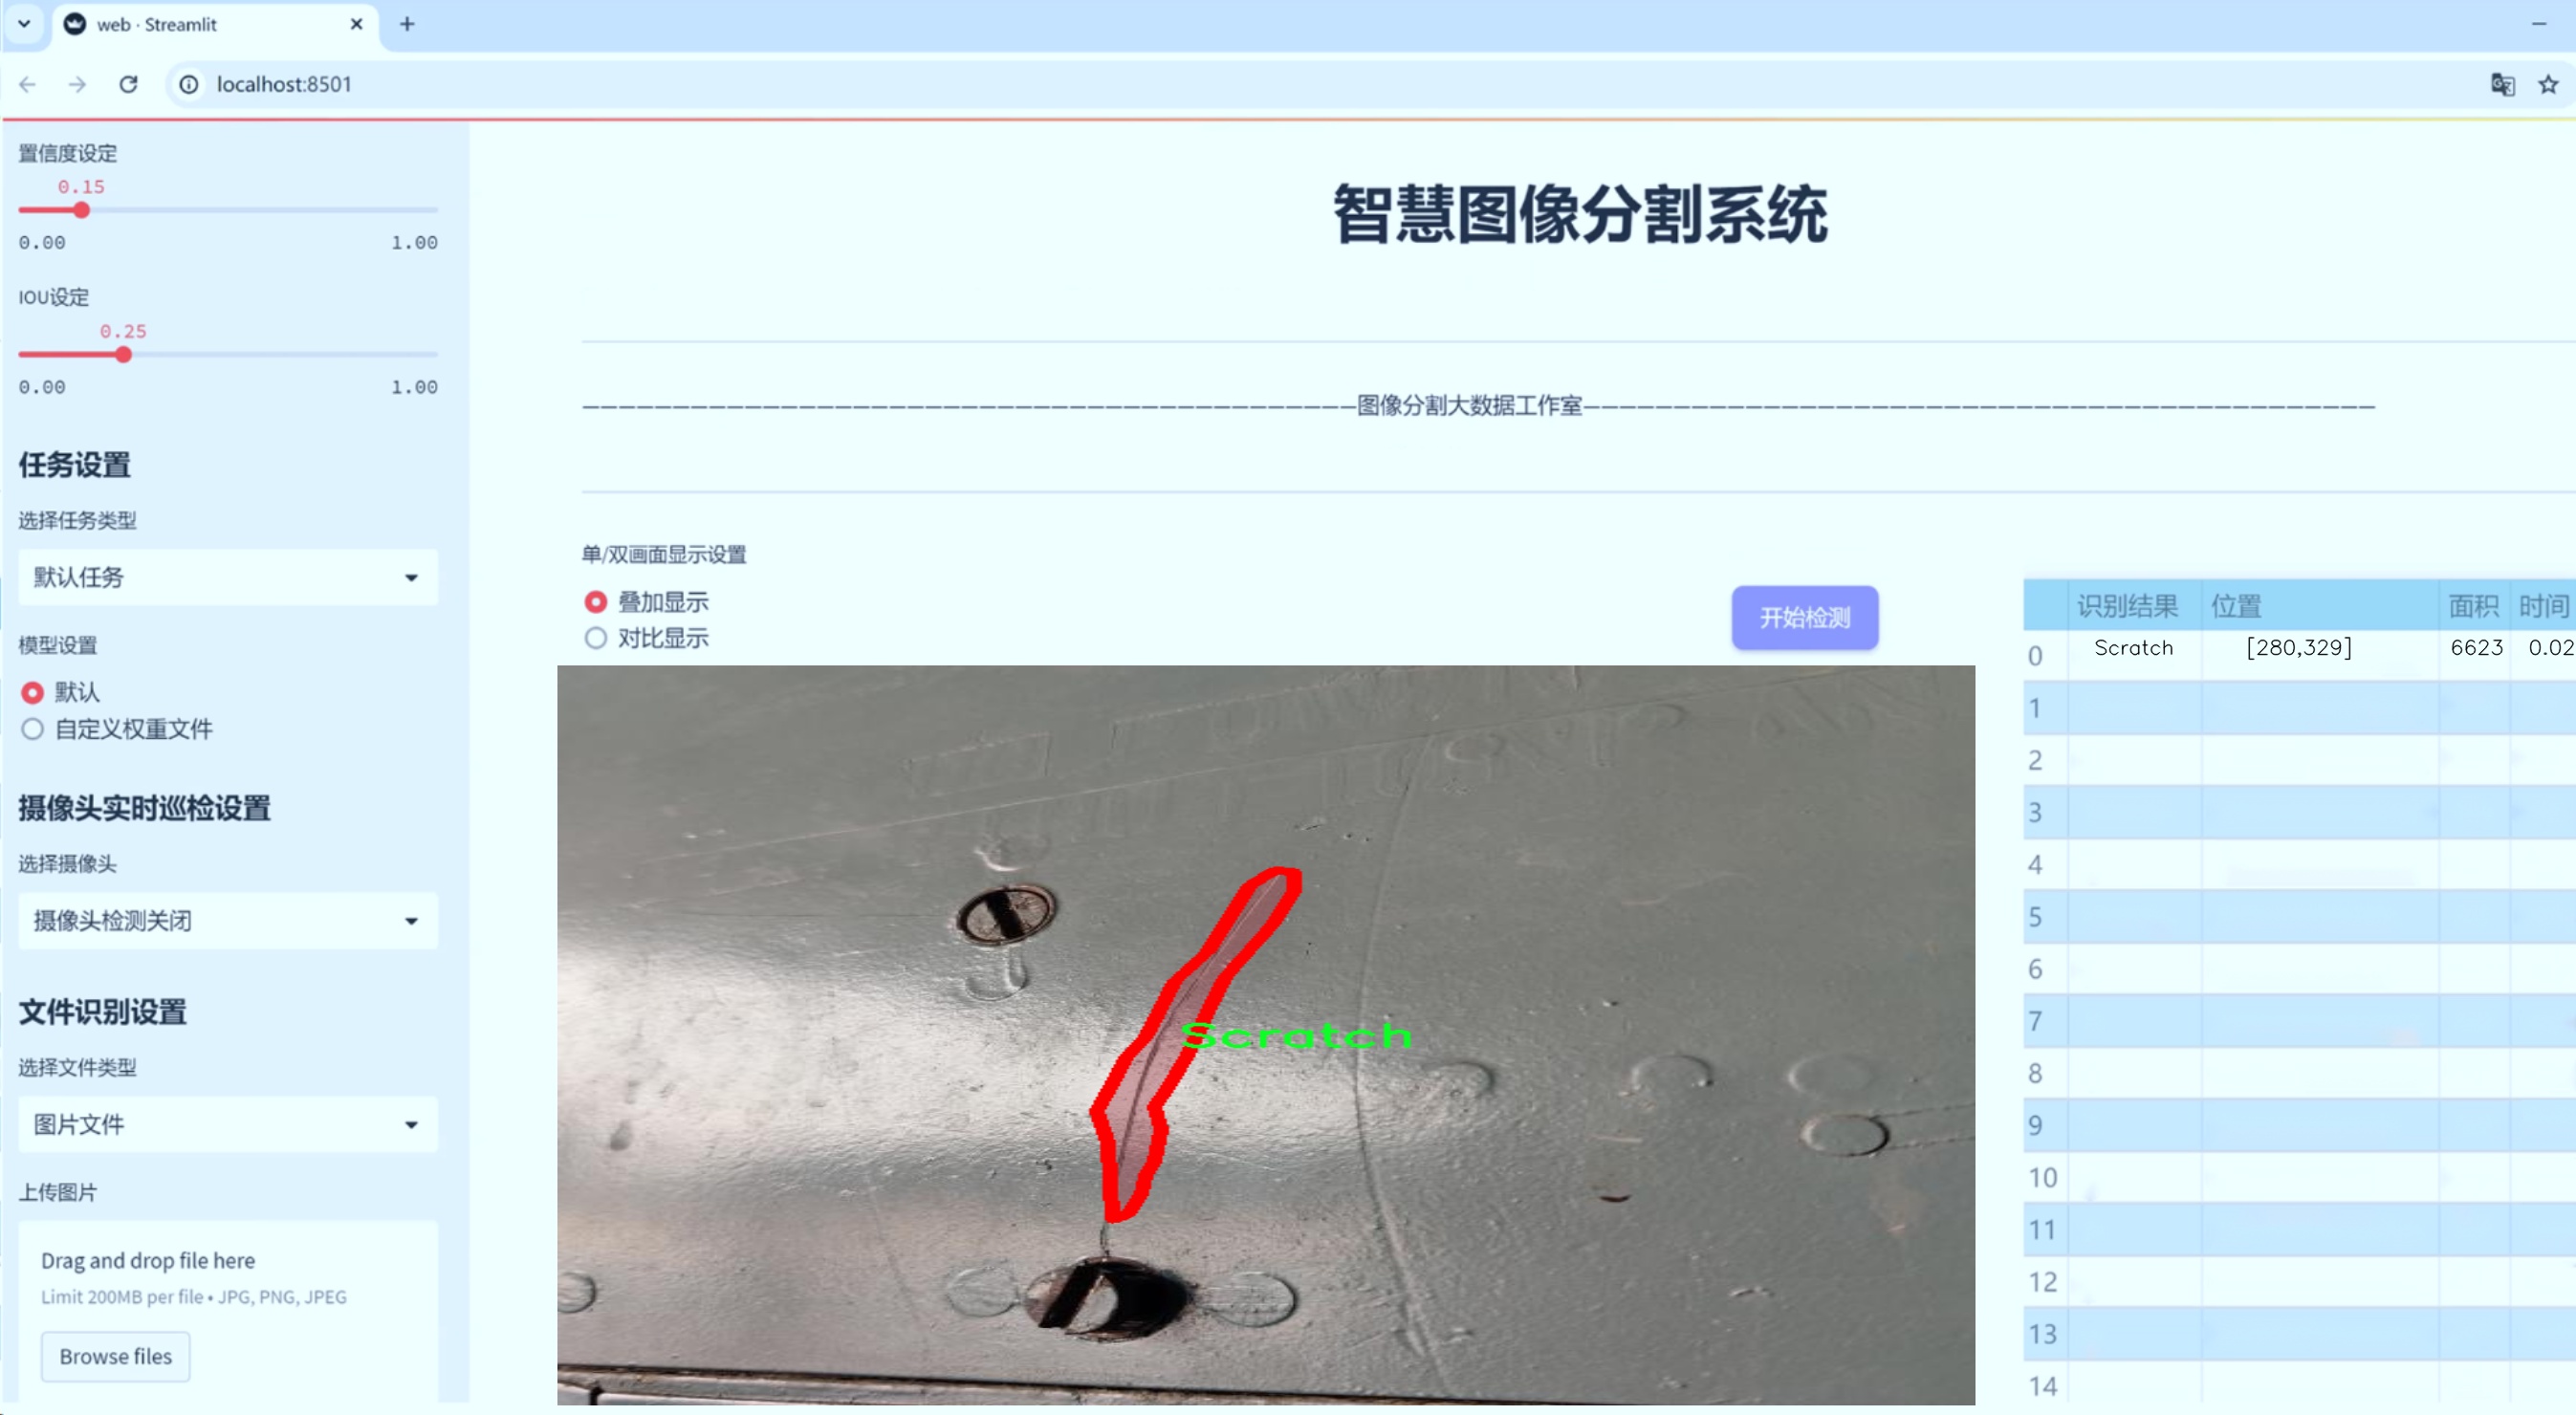 web · Streamlit
localhost:8501
置信度设定
0.15
0.00 1.00
IOU设定
0.25
0.00 1.00
任务设置
选择任务类型
默认任务
模型设置
默认
自定义权重文件
摄像头实时巡检设置
选择摄像头
摄像头检测关闭
文件识别设置
选择文件类型
图片文件
上传图片
Drag and drop file here
Limit 200MB per file • JPG, PNG, JPEG
Browse files
智慧图像分割系统
图像分割大数据工作室
单/双画面显示设置
叠加显示
对比显示
开始检测
Scratch
识别结果 位置 面积 时间
0 Scratch [280,329] 6623 0.02
1
2
3
4
5
6
7
8
9
10
11
12
13
14